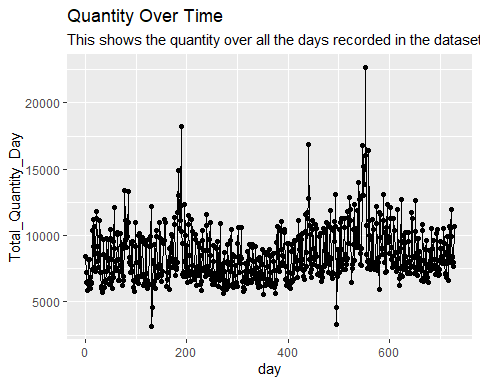 Quantity Over Time
This shows the quantity over all the days recorded in the dataset
Total_Quantity_Day
20000
15000
10000
5000
0
200
400
600
day